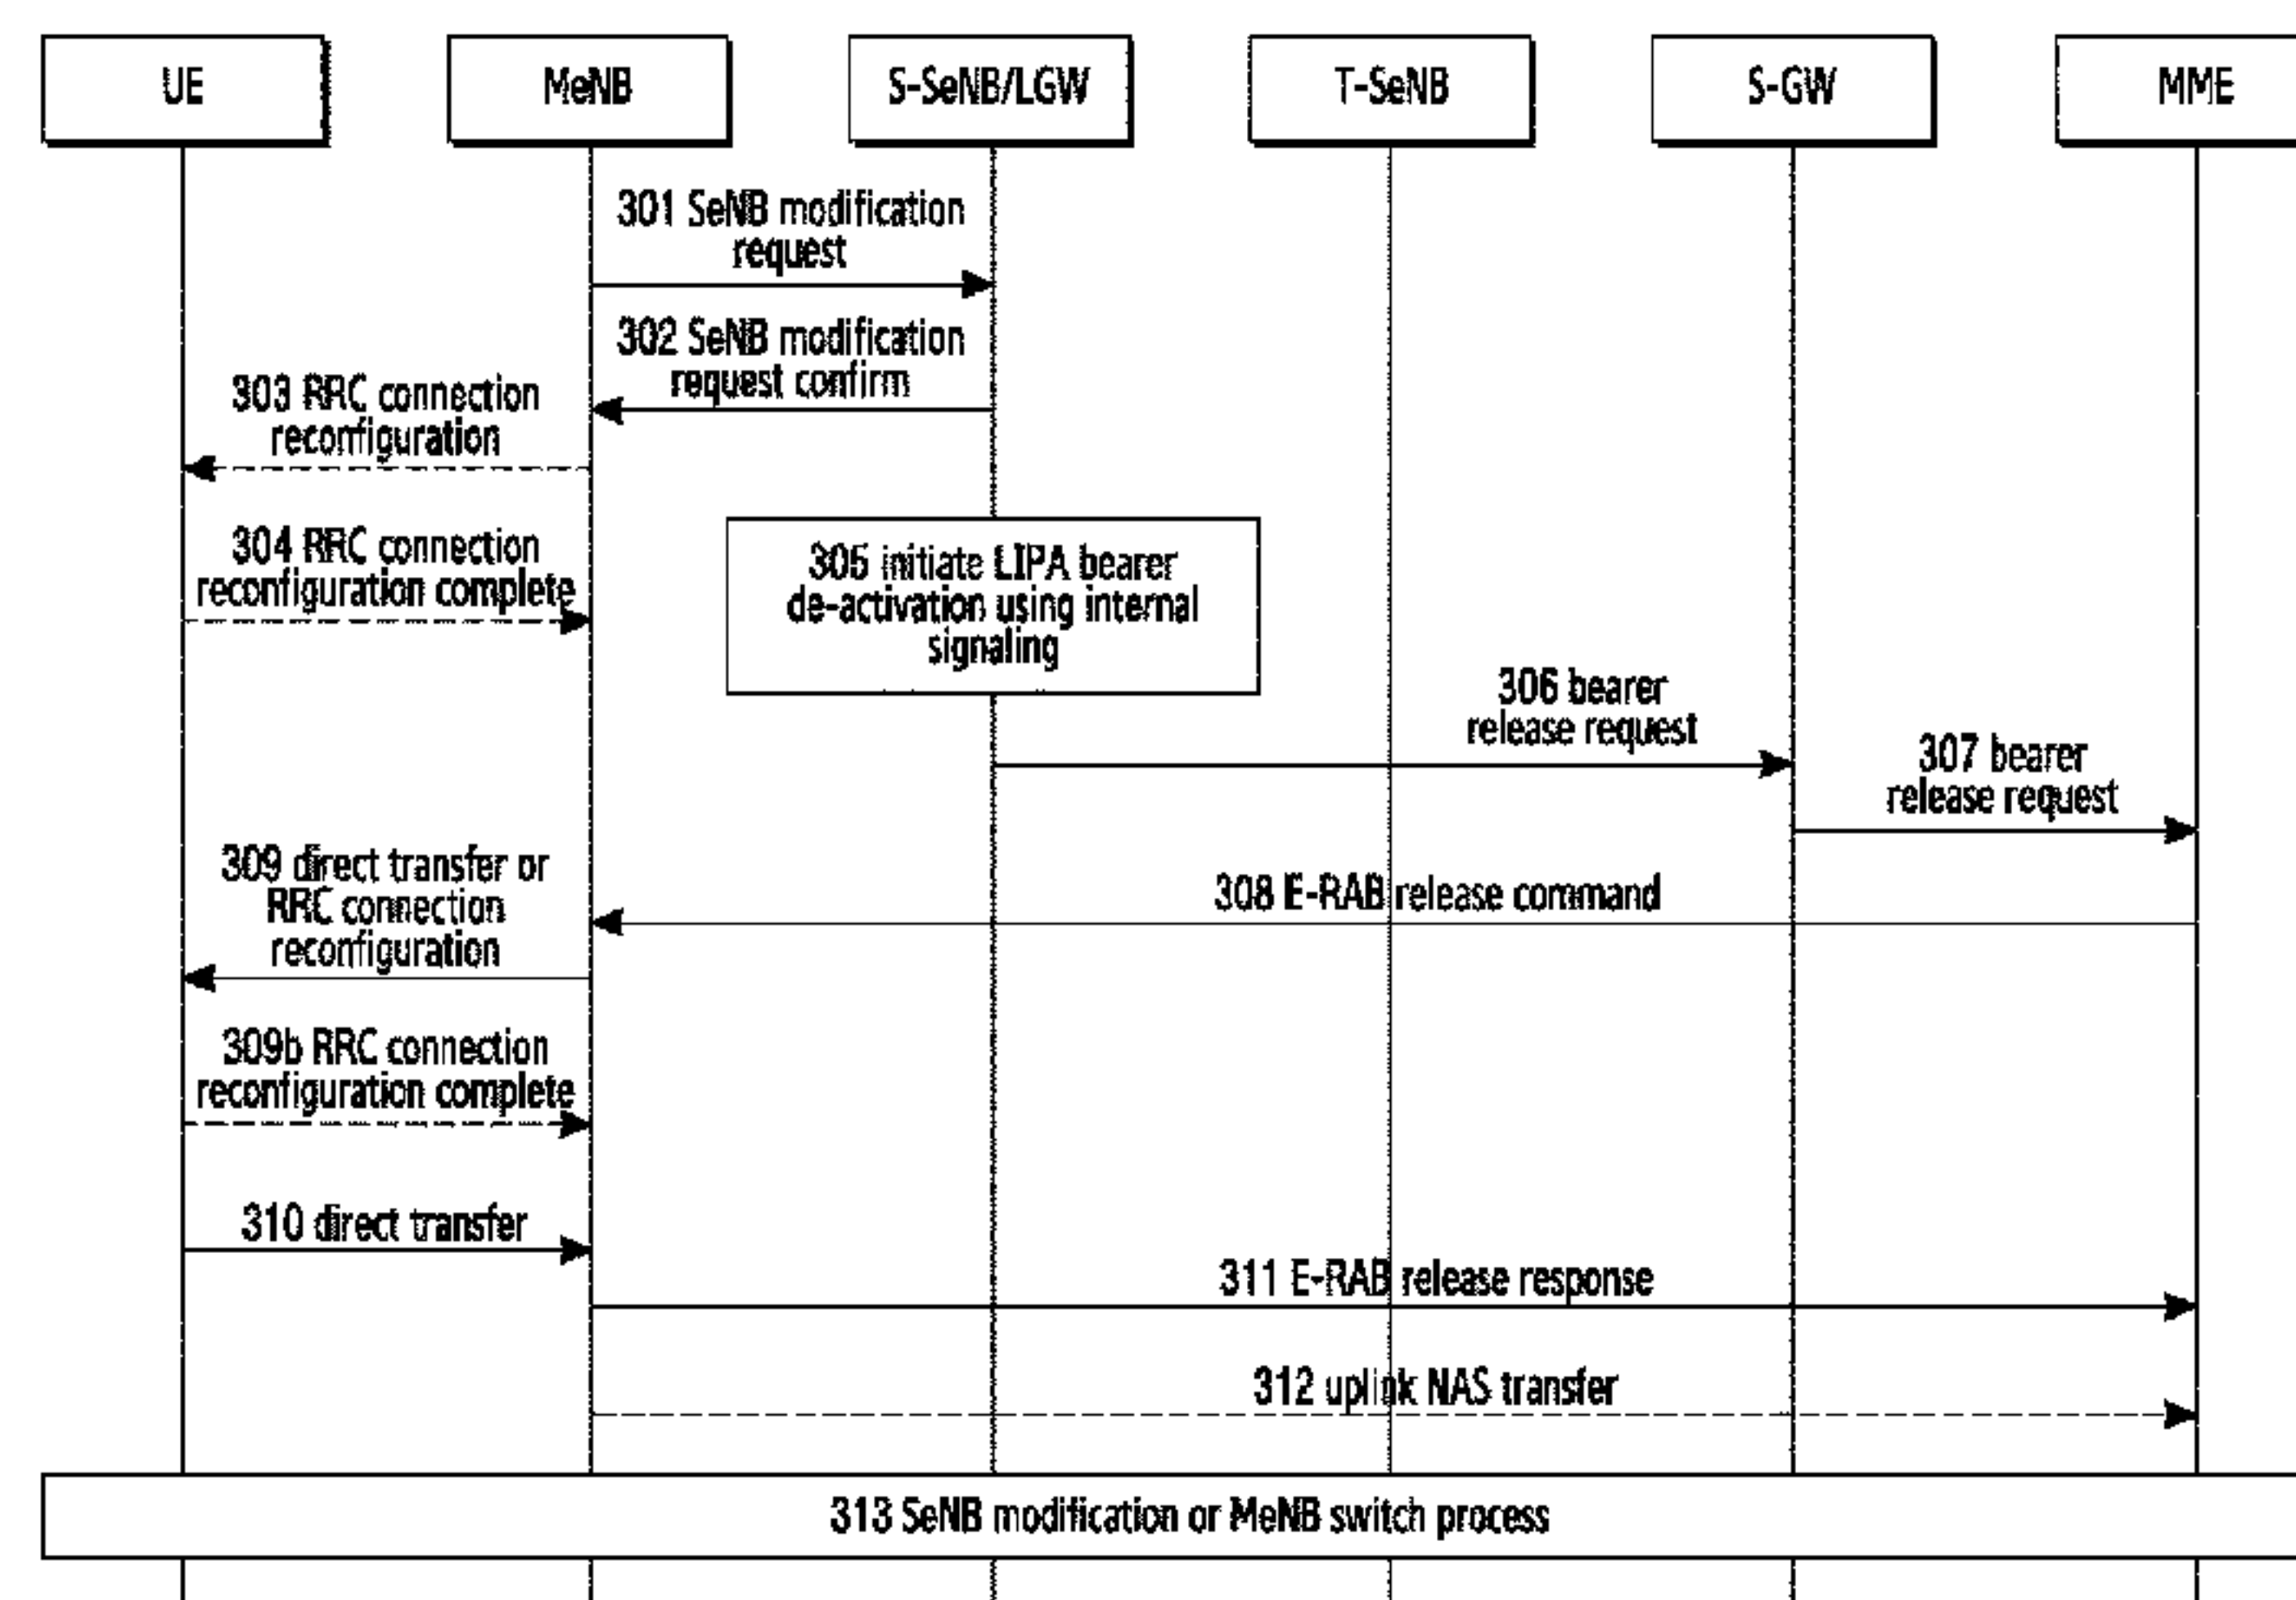 UE
MeNB
S-SeNB/LGW
T-SeNB
S-GW
MME
301 SeNB modification
request
302 SeNB modification
request confirm
303 RRC connection
reconfiguration
304 RRC connection
reconfiguration complete
305 initiate LIPA bearer
de-activation using internal
signaling
306 bearer
release request
307 bearer
release request
308 E-RAB release command
309 direct transfer or
RRC connection
reconfiguration
309b RRC connection
reconfiguration complete
310 direct transfer
311 E-RAB release response
312 uplink NAS transfer
313 SeNB modification or MeNB switch process